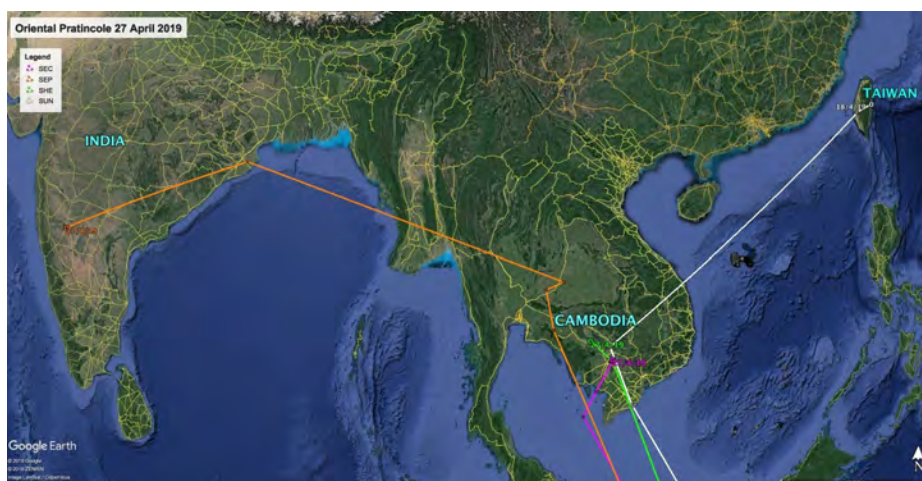 Oriental Pratincole 27 April 2019
Legend
SEC
SEP
SHE
SUN
TAIWAN
INDIA
CAMBODIA
Google Earth
N